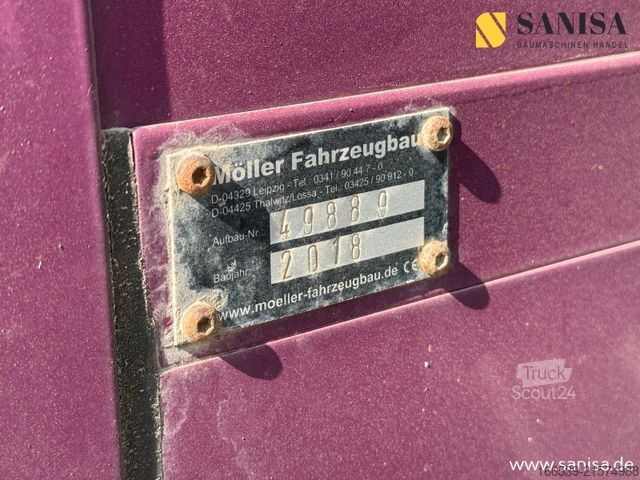 SANISA
BAUMASCHINEN HANDEL
Möller Fahrzeugbau
D-04329 Leipzig - Tel.: 0341 / 90 44 7 - 0
D-04425 Thalwitz/Lossa - Tel.: 03425 / 90 912 - 0
Aufbau-Nr. 49889
Baujahr 2018
www.moeller-fahrzeugbau.de CE
Truck
Scout24
www.sanisa.de